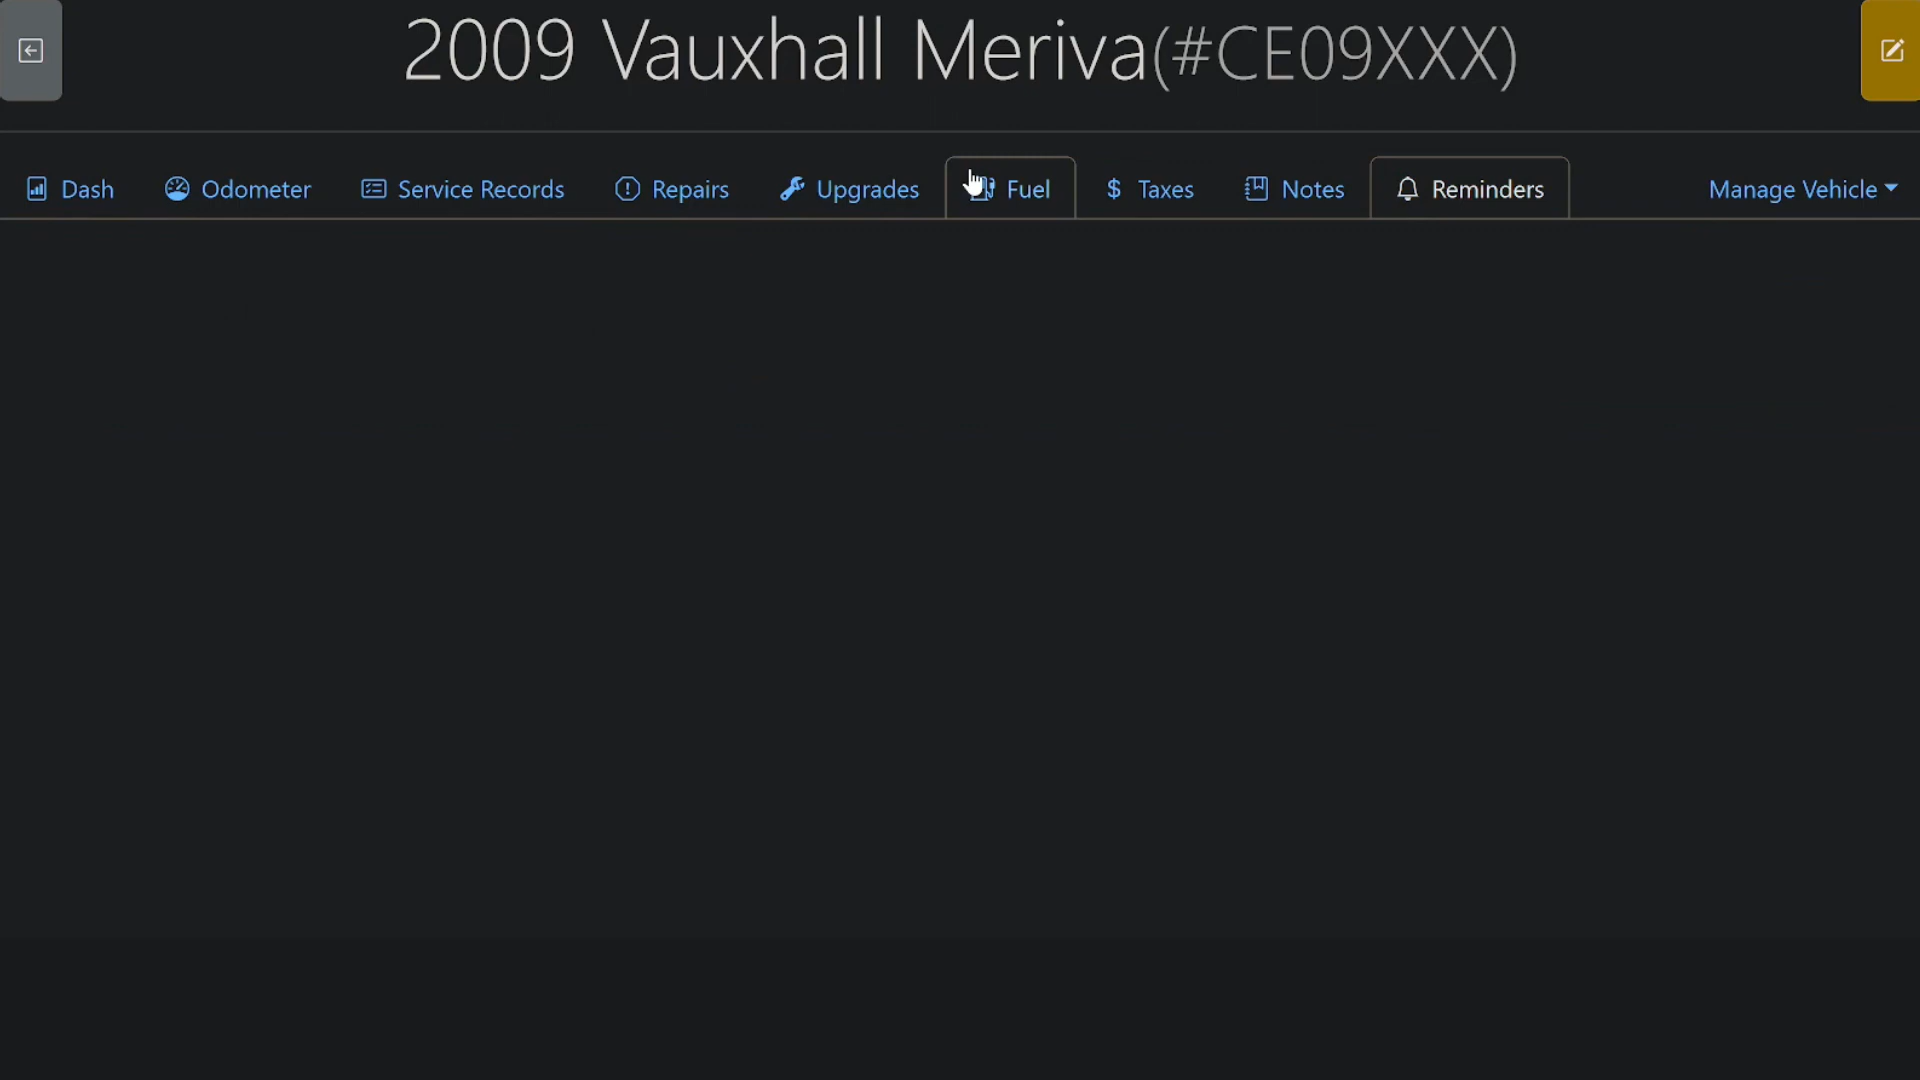 2009 Vauxhall Meriva(#CE09XXX)
Dash Odometer Service Records Repairs Upgrades Fuel $ Taxes Notes Reminders Manage Vehicle